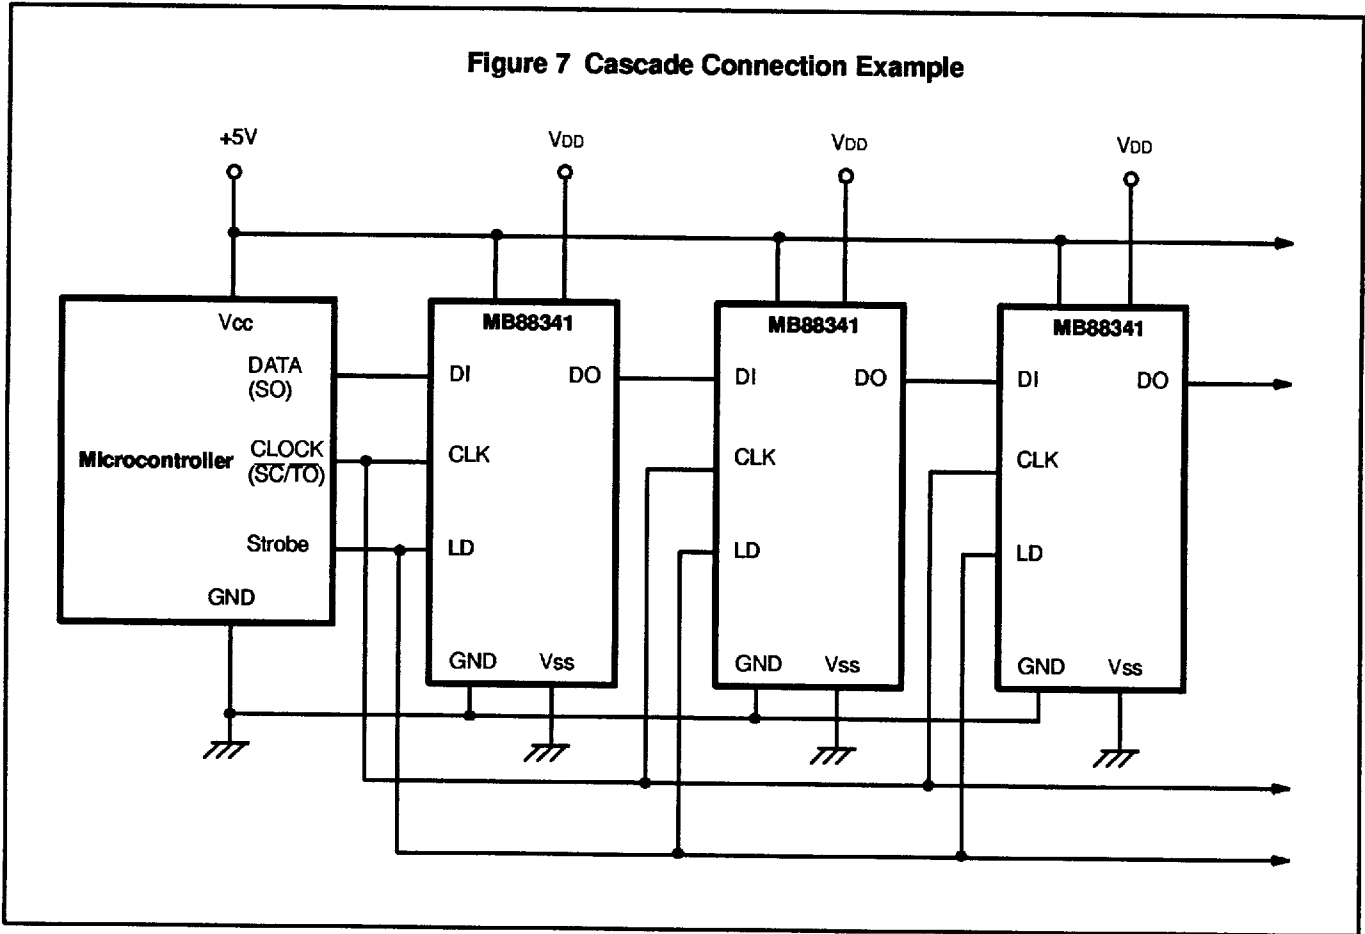 Figure 7 Cascade Connection Example
+5V
VDD
VDD
VDD
Vcc
DATA
(SO)
Microcontroller
CLOCK
(SC/TO)
Strobe
GND
MB88341
DI
DO
CLK
LD
GND
Vss
MB88341
DI
DO
CLK
LD
GND
Vss
MB88341
DI
DO
CLK
LD
GND
Vss